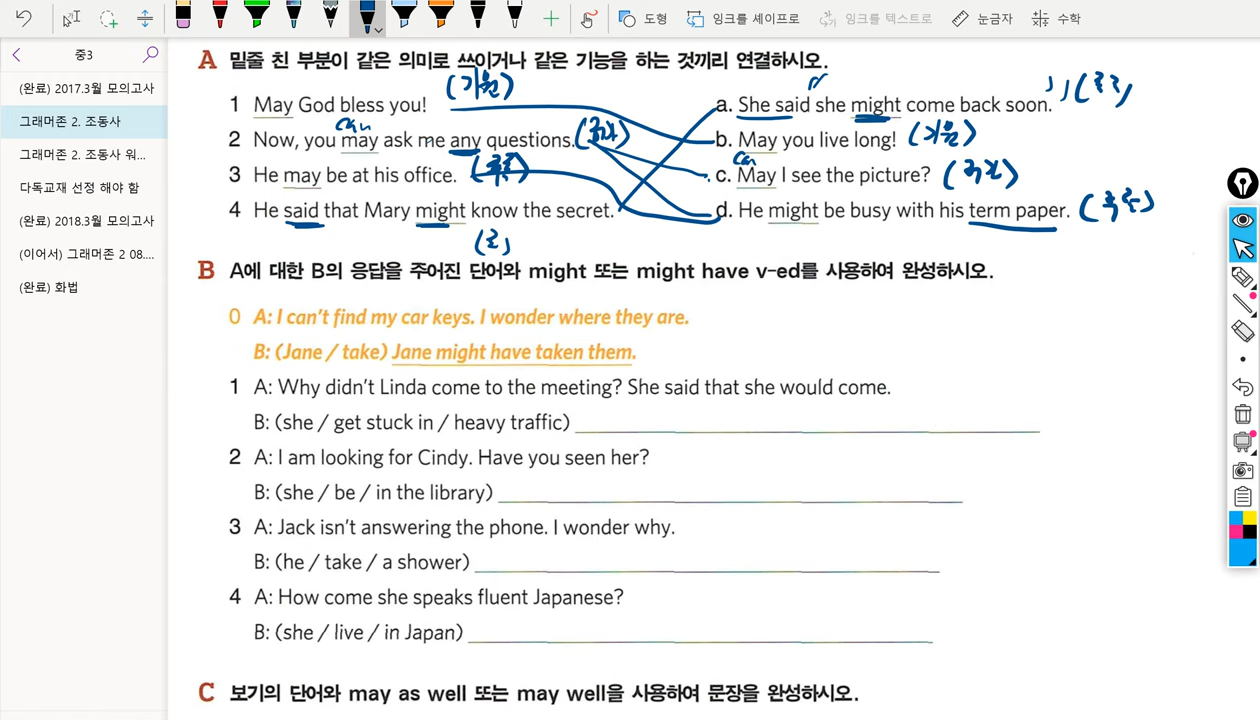 도형
잉크를 셰이프로
잉크를 텍스트로
눈금자
수학
중3
(완료) 2017.3월 모의고사
그래머존 2. 조동사
그래머존 2. 조동사 워...
다독교재 선정 해야 함
(완료) 2018.3월 모의고사
(이어서) 그래머존 2 08....
(완료) 화법
A 밑줄 친 부분이 같은 의미로 쓰이거나 같은 기능을 하는 것끼리 연결하시오.
1 May God bless you! (기원)
can
2 Now, you may ask me any questions.
3 He may be at his office.
4 He said that Mary might know the secret.
a. She said she might come back soon.
b. May you live long! (기원)
can
c. May I see the picture?
d. He might be busy with his term paper.
B A에 대한 B의 응답을 주어진 단어와 might 또는 might have v-ed를 사용하여 완성하시오.
0 A: I can't find my car keys. I wonder where they are.
B: (Jane / take) Jane might have taken them.
1 A: Why didn't Linda come to the meeting? She said that she would come.
B: (she / get stuck in / heavy traffic)
2 A: I am looking for Cindy. Have you seen her?
B: (she / be / in the library)
3 A: Jack isn't answering the phone. I wonder why.
B: (he / take / a shower)
4 A: How come she speaks fluent Japanese?
B: (she / live / in Japan)
C 보기의 단어와 may as well 또는 may well을 사용하여 문장을 완성하시오.